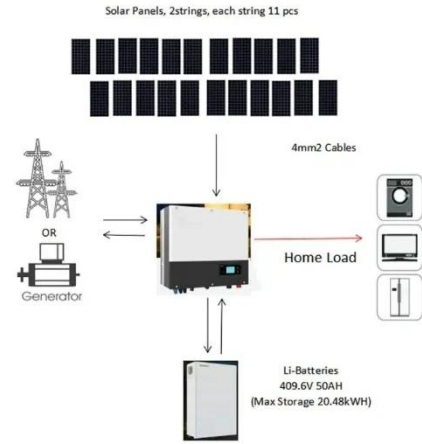 Solar Panels, 2strings, each string 11 pcs
4mm2 Cables
OR
Generator
Home Load
Li-Batteries
409.6V 50AH
(Max Storage 20.48kWH)